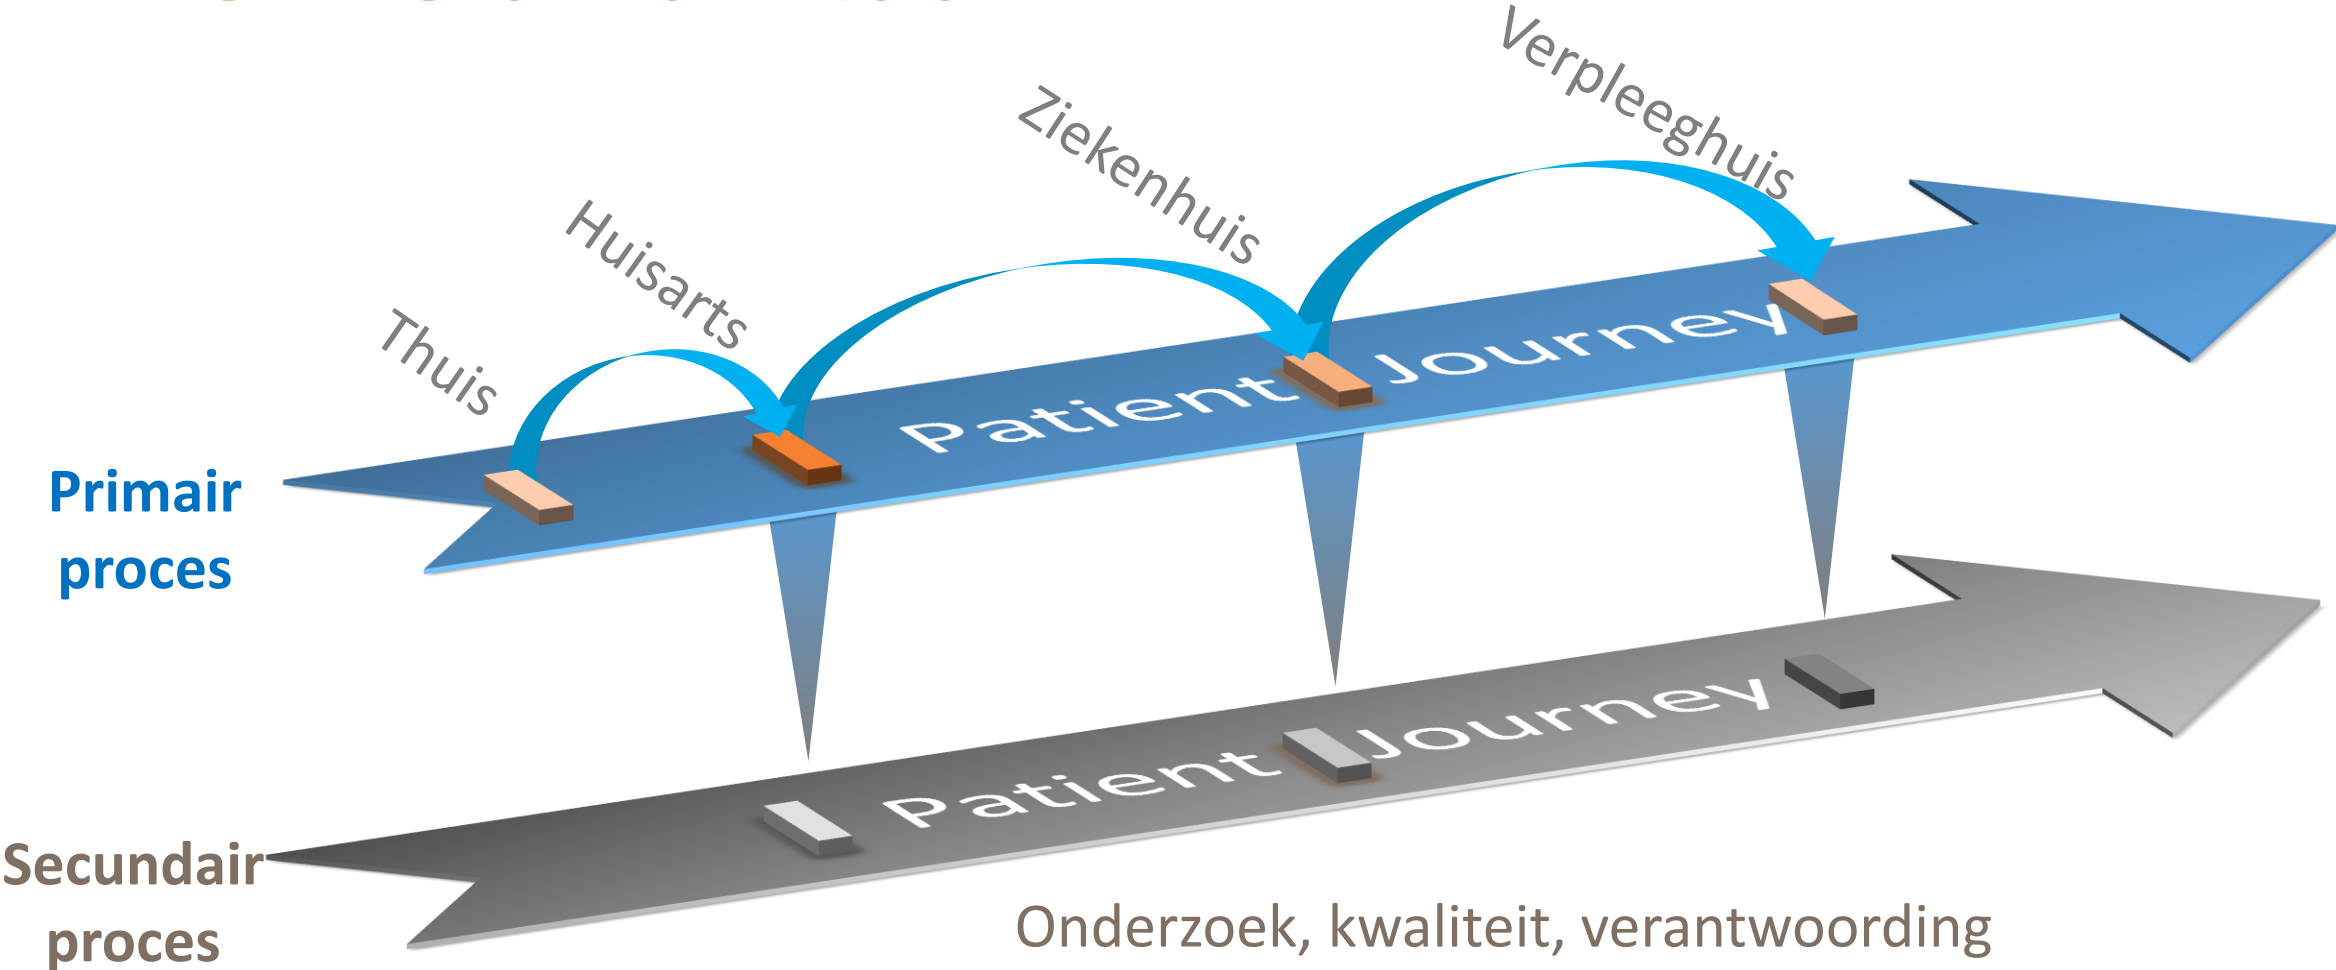 Verpleeghuis
Ziekenhuis
Huisarts
Thuis
Patient Journey
Primair
proces
Patient Journey
Secundair
proces
Onderzoek, kwaliteit, verantwoording